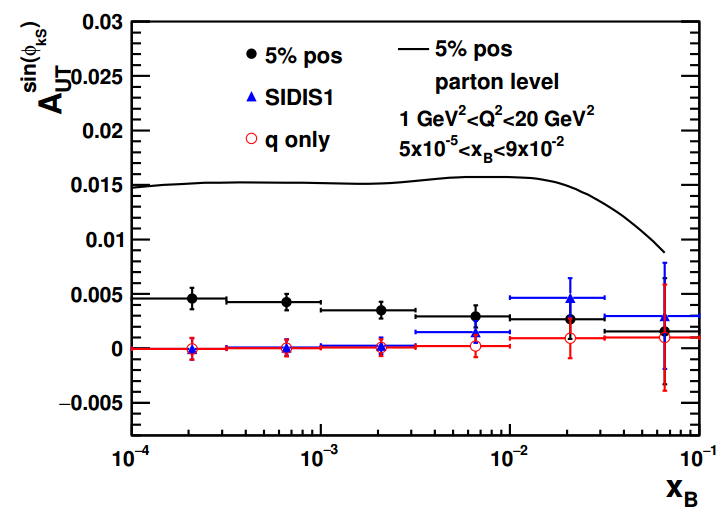 A_UT^sin(ϕ_kS)
0.03
0.025
0.02
0.015
0.01
0.005
0
−0.005
5% pos
SIDIS1
q only
5% pos
parton level
1 GeV²<Q²<20 GeV²
5x10⁻⁵<x_B<9x10⁻²
10⁻⁴ 10⁻³ 10⁻² 10⁻¹
x_B